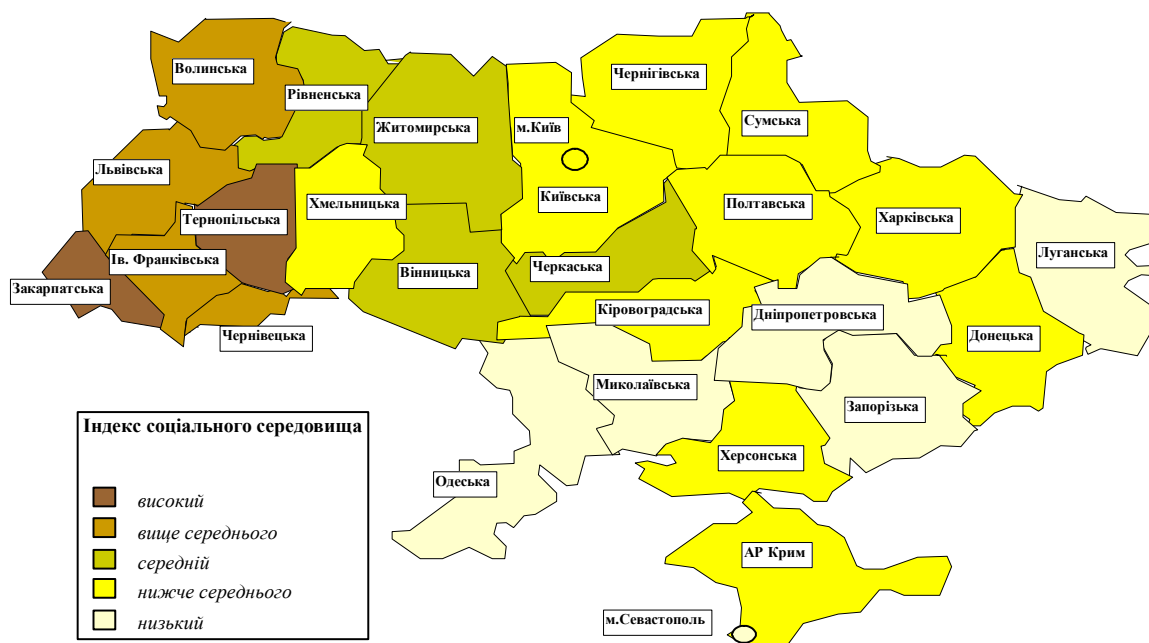 Волинська
Рівненська
Житомирська
м.Київ
Чернігівська
Сумська
Львівська
Тернопільська
Хмельницька
Київська
Полтавська
Харківська
Луганська
Ів. Франківська
Закарпатська
Вінницька
Черкаська
Чернівецька
Кіровоградська
Дніпропетровська
Донецька
Миколаївська
Запорізька
Херсонська
Одеська
АР Крим
м.Севастополь
Індекс соціального середовища
високий
вище середнього
середній
нижче середнього
низький